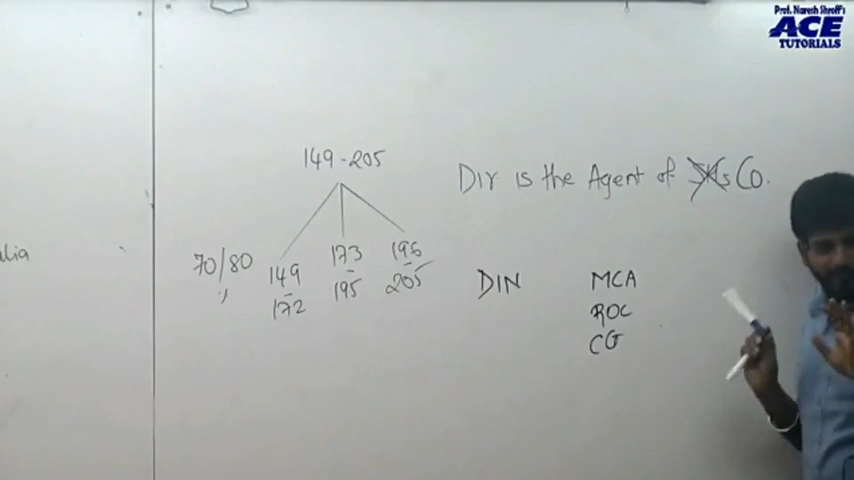 Prof. Naresh Shroff's
ACE
TUTORIALS
149-205
Dir is the Agent of Co.
70/80
149
-
172
173
-
195
196
-
205
DIN
MCA
ROC
CG